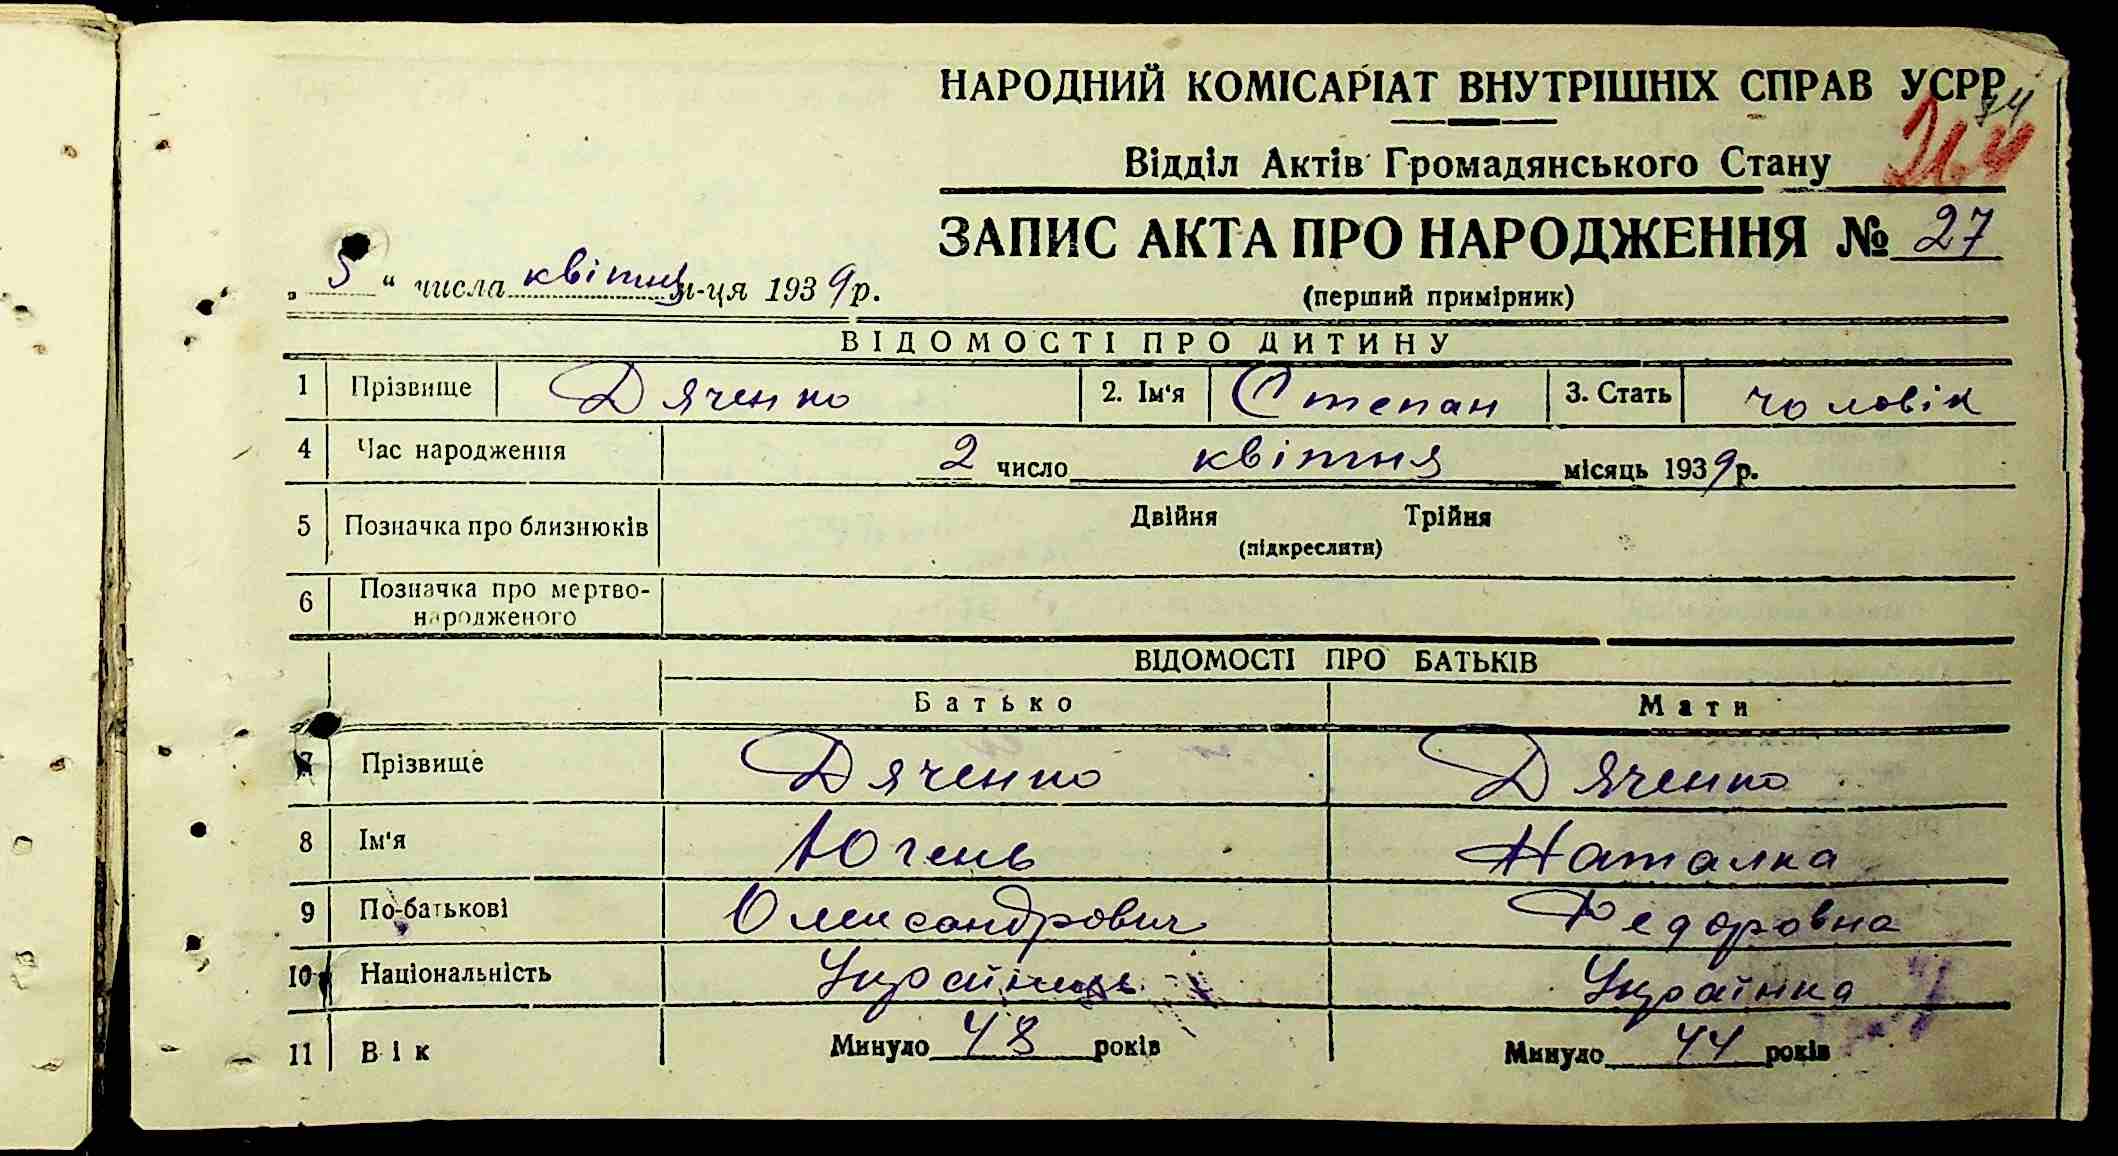 НАРОДНИЙ КОМІСАРІАТ ВНУТРІШНІХ СПРАВ УСРР
Відділ Актів Громадянського Стану
ЗАПИС АКТА ПРО НАРОДЖЕННЯ № 27
„ 5 “ числа квітня м-ця 1939 р.
(перший примірник)
ВІДОМОСТІ ПРО ДИТИНУ
1 Прізвище Дяченко 2. Ім'я Степан 3. Стать чоловік
4 Час народження 2 число квітня місяць 1939 р.
5 Позначка про близнюків Двійня Трійня
(підкреслити)
6 Позначка про мертво-
народженого
ВІДОМОСТІ ПРО БАТЬКІВ
Батько Мати
7 Прізвище Дяченко Дяченко
8 Ім'я Югень Наталка
9 По-батькові Олександрович Федоровна
10 Національність Українець Українка
11 Вік Минуло 48 років Минуло 44 років